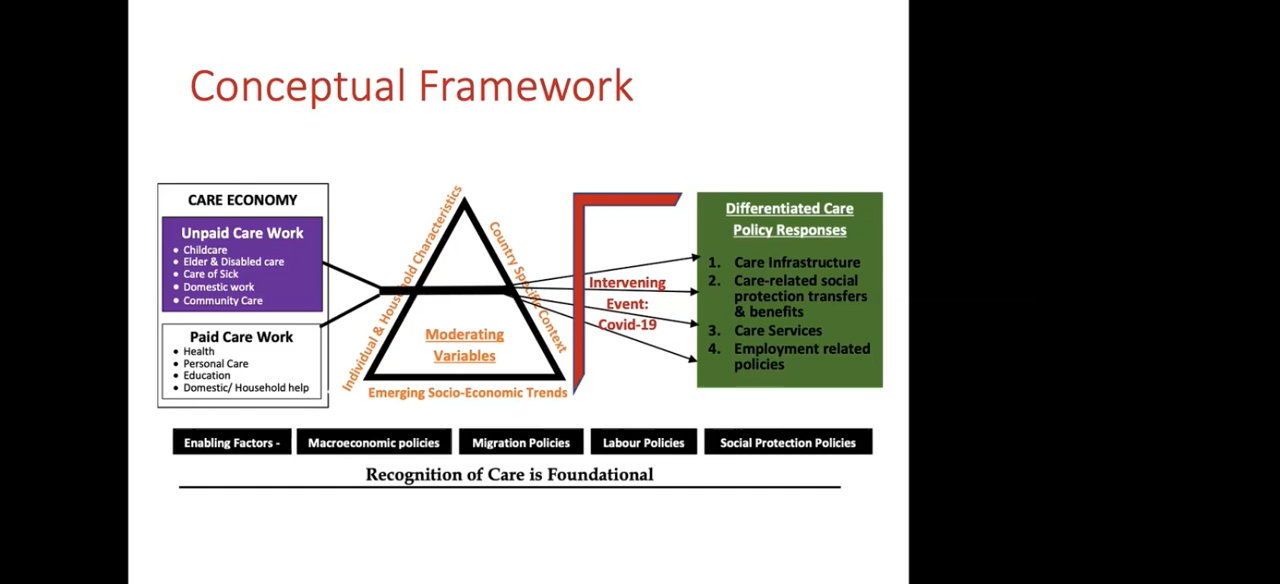 Conceptual Framework
CARE ECONOMY
Unpaid Care Work
• Childcare
• Elder & Disabled care
• Care of Sick
• Domestic work
• Community Care
Paid Care Work
• Health
• Personal Care
• Education
• Domestic/ Household help
Individual & Household Characteristics
Country Specific Context
Moderating
Variables
Emerging Socio-Economic Trends
Intervening
Event:
Covid-19
Differentiated Care
Policy Responses
1. Care Infrastructure
2. Care-related social
protection transfers
& benefits
3. Care Services
4. Employment related
policies
Enabling Factors -
Macroeconomic policies
Migration Policies
Labour Policies
Social Protection Policies
Recognition of Care is Foundational